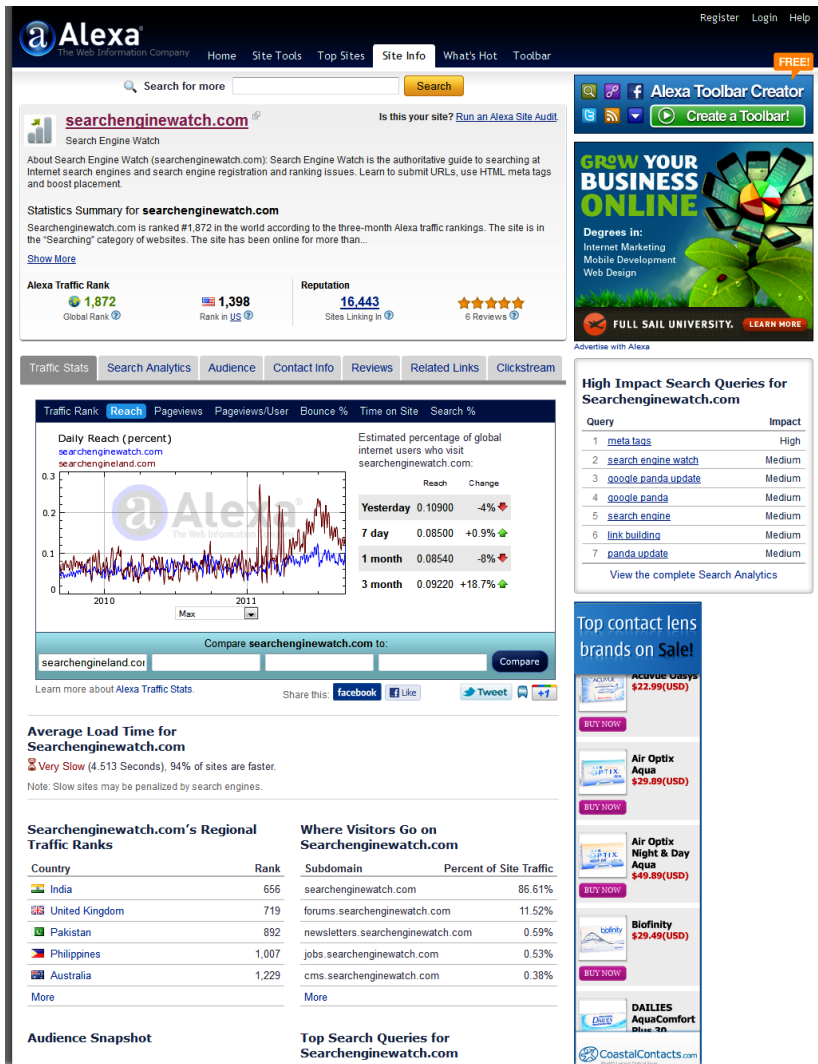 Register Login Help
Alexa®
The Web Information Company
Home Site Tools Top Sites Site Info What's Hot Toolbar
FREE!
Search for more Search
Alexa Toolbar Creator
Create a Toolbar!
searchenginewatch.com
Is this your site? Run an Alexa Site Audit.
Search Engine Watch
About Search Engine Watch (searchenginewatch.com): Search Engine Watch is the authoritative guide to searching at
Internet search engines and search engine registration and ranking issues. Learn to submit URLs, use HTML meta tags
and boost placement.
Statistics Summary for searchenginewatch.com
Searchenginewatch.com is ranked #1,872 in the world according to the three-month Alexa traffic rankings. The site is in
the "Searching" category of websites. The site has been online for more than...
Show More
Alexa Traffic Rank
Reputation
1,872
1,398
16,443
Global Rank ?
Rank in US ?
Sites Linking In ?
6 Reviews ?
GROW YOUR
BUSINESS
ONLINE
Degrees in:
Internet Marketing
Mobile Development
Web Design
FULL SAIL UNIVERSITY. LEARN MORE
Advertise with Alexa
Traffic Stats Search Analytics Audience Contact Info Reviews Related Links Clickstream
Traffic Rank Reach Pageviews Pageviews/User Bounce % Time on Site Search %
Daily Reach (percent)
searchenginewatch.com
searchengineland.com
0.3
0.2
0.1
0
2010 2011
Alexa®
The Web Information Company
Max
Estimated percentage of global
internet users who visit
searchenginewatch.com:
Reach Change
Yesterday 0.10900 -4%
7 day 0.08500 +0.9%
1 month 0.08540 -8%
3 month 0.09220 +18.7%
Compare searchenginewatch.com to:
searchengineland.cor Compare
Learn more about Alexa Traffic Stats.
Share this: facebook Like Tweet +1
High Impact Search Queries for
Searchenginewatch.com
Query Impact
1 meta tags High
2 search engine watch Medium
3 google panda update Medium
4 google panda Medium
5 search engine Medium
6 link building Medium
7 panda update Medium
View the complete Search Analytics
Average Load Time for
Searchenginewatch.com
Very Slow (4.513 Seconds), 94% of sites are faster.
Note: Slow sites may be penalized by search engines.
Searchenginewatch.com's Regional
Traffic Ranks
Country Rank
India 656
United Kingdom 719
Pakistan 892
Philippines 1,007
Australia 1,229
More
Where Visitors Go on
Searchenginewatch.com
Subdomain Percent of Site Traffic
searchenginewatch.com 86.61%
forums.searchenginewatch.com 11.52%
newsletters.searchenginewatch.com 0.59%
jobs.searchenginewatch.com 0.53%
cms.searchenginewatch.com 0.38%
More
Audience Snapshot
Top Search Queries for
Searchenginewatch.com
Top contact lens
brands on Sale!
ACUVUE
Acuvue Oasys
$22.99(USD)
BUY NOW
OPTIX
Air Optix
Aqua
$29.89(USD)
BUY NOW
OPTIX
Air Optix
Night & Day
Aqua
$49.89(USD)
BUY NOW
biofinity
Biofinity
$29.49(USD)
BUY NOW
DAILIES
DAILIES
AquaComfort
Plus 30
CoastalContacts.com